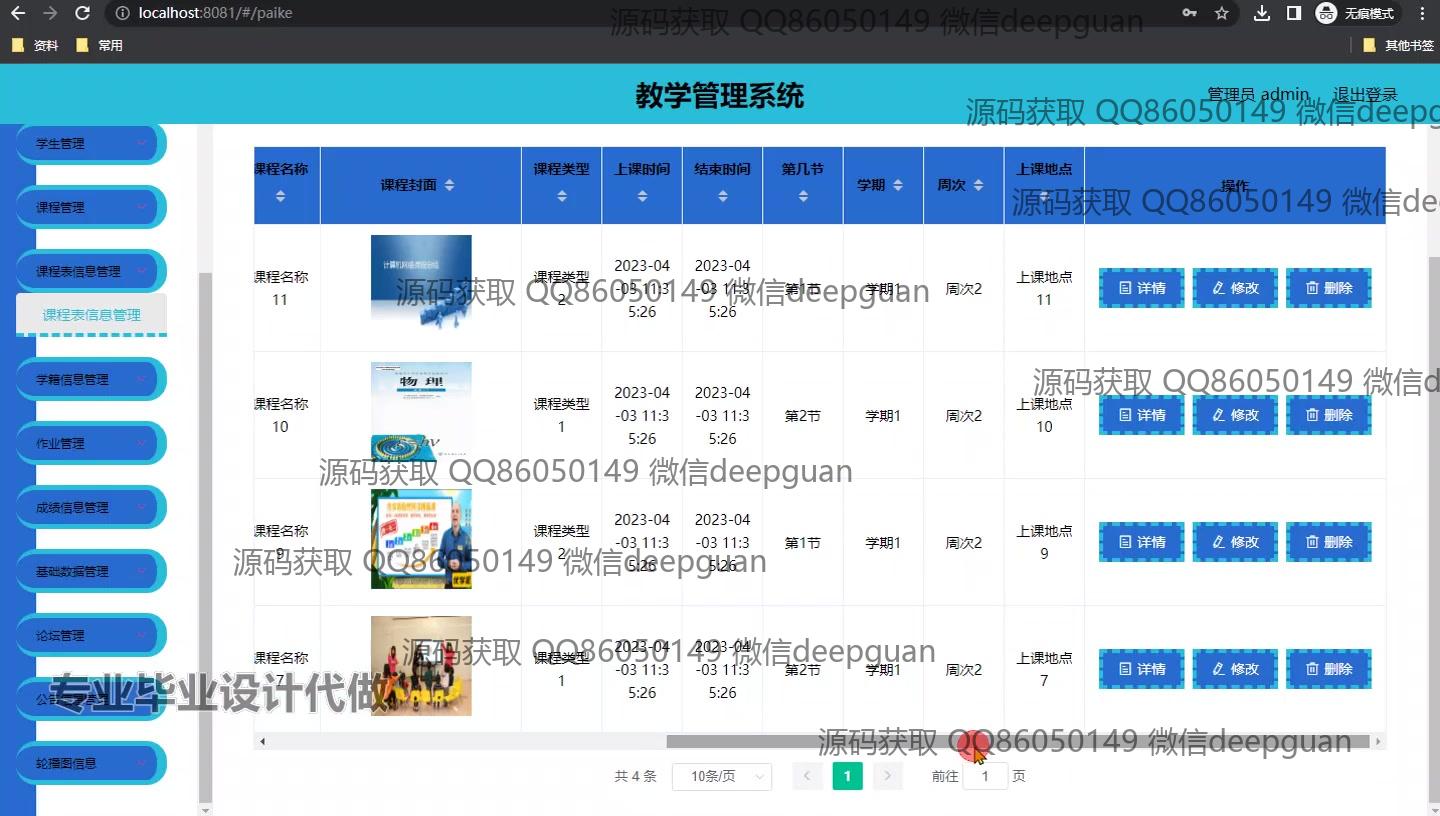 localhost:8081/#/paike
无痕模式
资料
常用
其他书签
源码获取 QQ86050149 微信deepguan
教学管理系统
管理员 admin
退出登录
源码获取 QQ86050149 微信deepg
学生管理
课程管理
课程表信息管理
课程表信息管理
学籍信息管理
作业管理
成绩信息管理
基础数据管理
论坛管理
轮播图信息
专业毕业设计代做
课程名称
课程封面
课程类型
上课时间
结束时间
第几节
学期
周次
上课地点
操作
源码获取 QQ86050149 微信de
课程名称
11
计算机网络课程总结
课程类型
2
2023-04
-05 11:3
5:26
2023-04
-03 11:3
5:26
第1节
学期1
周次2
上课地点
11
详情
修改
删除
源码获取 QQ86050149 微信deepguan
课程名称
10
物理
课程类型
1
2023-04
-03 11:3
5:26
2023-04
-03 11:3
5:26
第2节
学期1
周次2
上课地点
10
详情
修改
删除
源码获取 QQ86050149 微信d
源码获取 QQ86050149 微信deepguan
课程名称
9
课程类型
2
2023-04
-03 11:3
5:26
2023-04
-03 11:3
5:26
第1节
学期1
周次2
上课地点
9
详情
修改
删除
源码获取 QQ86050149 微信deepguan
课程名称
7
课程类型
1
2023-04
-03 11:3
5:26
2023-04
-03 11:3
5:26
第2节
学期1
周次2
上课地点
7
详情
修改
删除
源码获取 QQ86050149 微信deepguan
源码获取 QQ86050149 微信deepguan
共 4 条
10条/页
1
前往
1
页